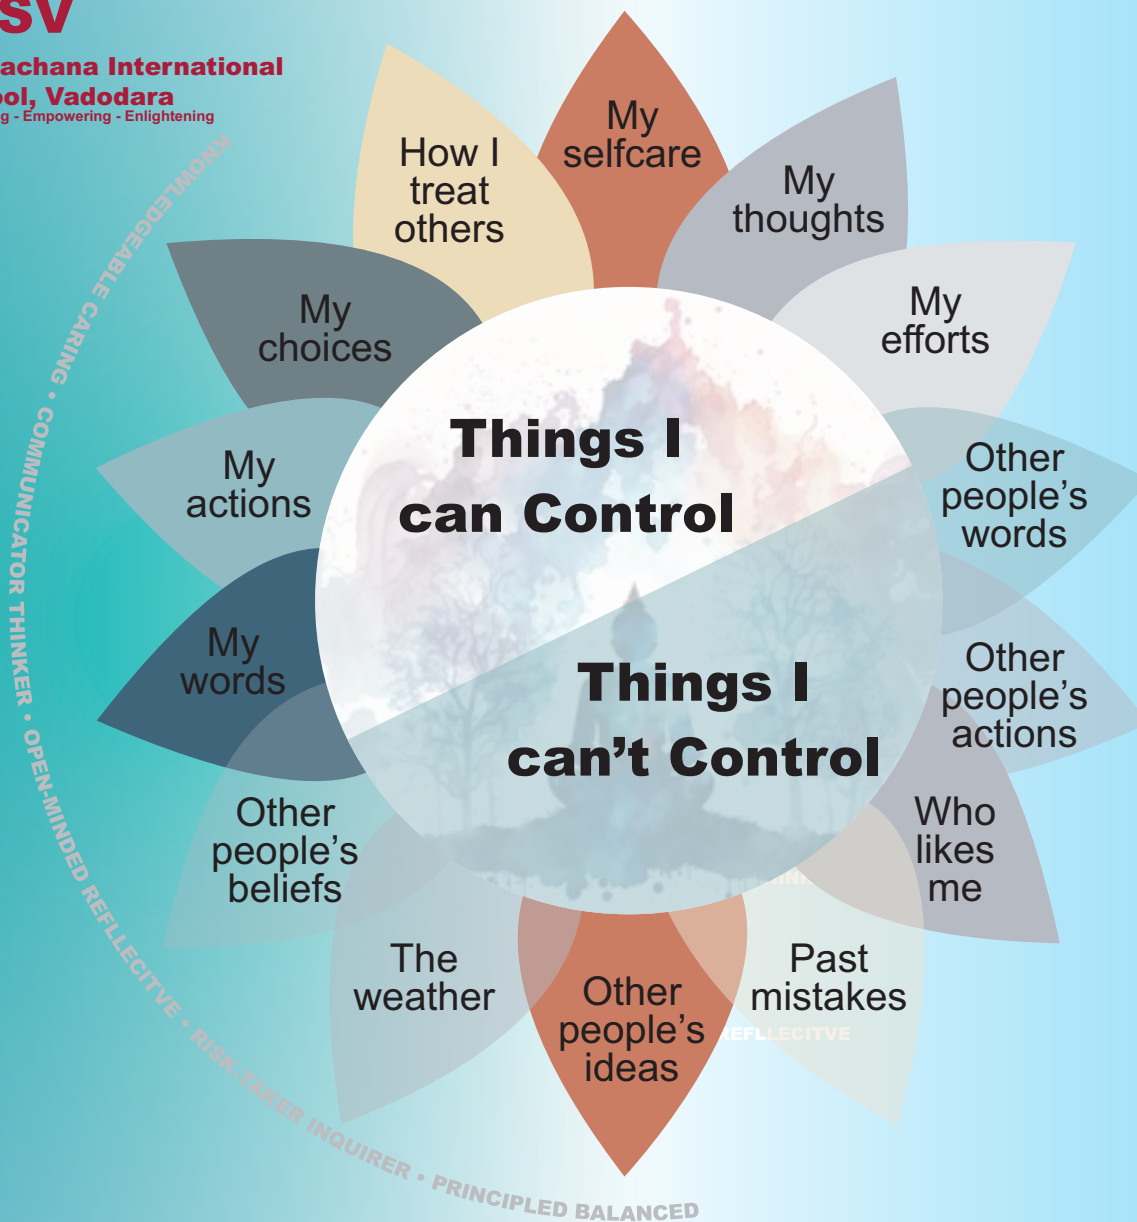 SV
achana International
ool, Vadodara
g - Empowering - Enlightening
My
selfcare
How I
treat
others
My
thoughts
My
choices
My
efforts
My
actions
My
words
Things I
can Control
Things I
can't Control
Other
people's
words
Other
people's
actions
Who
likes
me
Past
mistakes
Other
people's
ideas
The
weather
Other
people's
beliefs
KNOWLEDGEABLE CARING • COMMUNICATOR THINKER • OPEN-MINDED REFLLECITVE • RISK-TAKER INQUIRER • PRINCIPLED BALANCED
REFLLECITVE